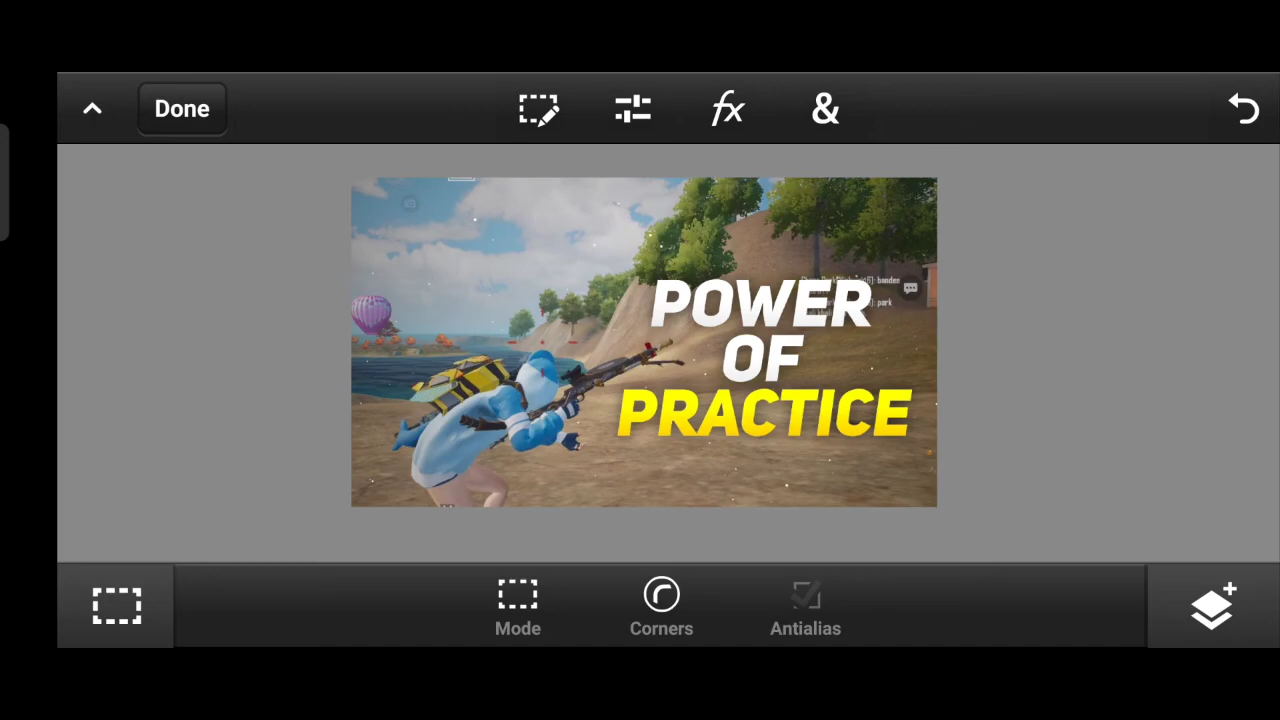 Done
fx
&
POWER
OF
PRACTICE
Mode
Corners
Antialias